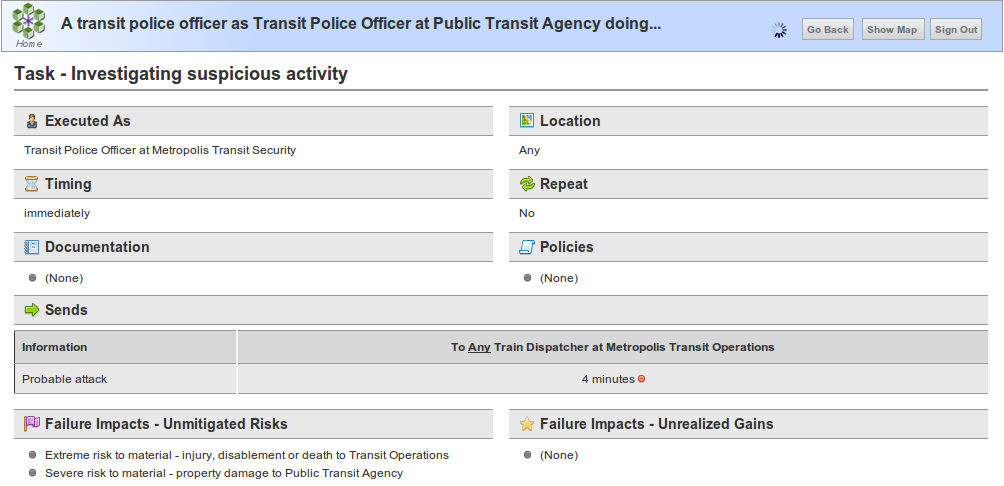 Home
A transit police officer as Transit Police Officer at Public Transit Agency doing...
Go Back
Show Map
Sign Out
Task - Investigating suspicious activity
Executed As
Location
Transit Police Officer at Metropolis Transit Security
Any
Timing
Repeat
immediately
No
Documentation
Policies
(None)
(None)
Sends
Information
To Any Train Dispatcher at Metropolis Transit Operations
Probable attack
4 minutes
Failure Impacts - Unmitigated Risks
Failure Impacts - Unrealized Gains
Extreme risk to material - injury, disablement or death to Transit Operations
(None)
Severe risk to material - property damage to Public Transit Agency